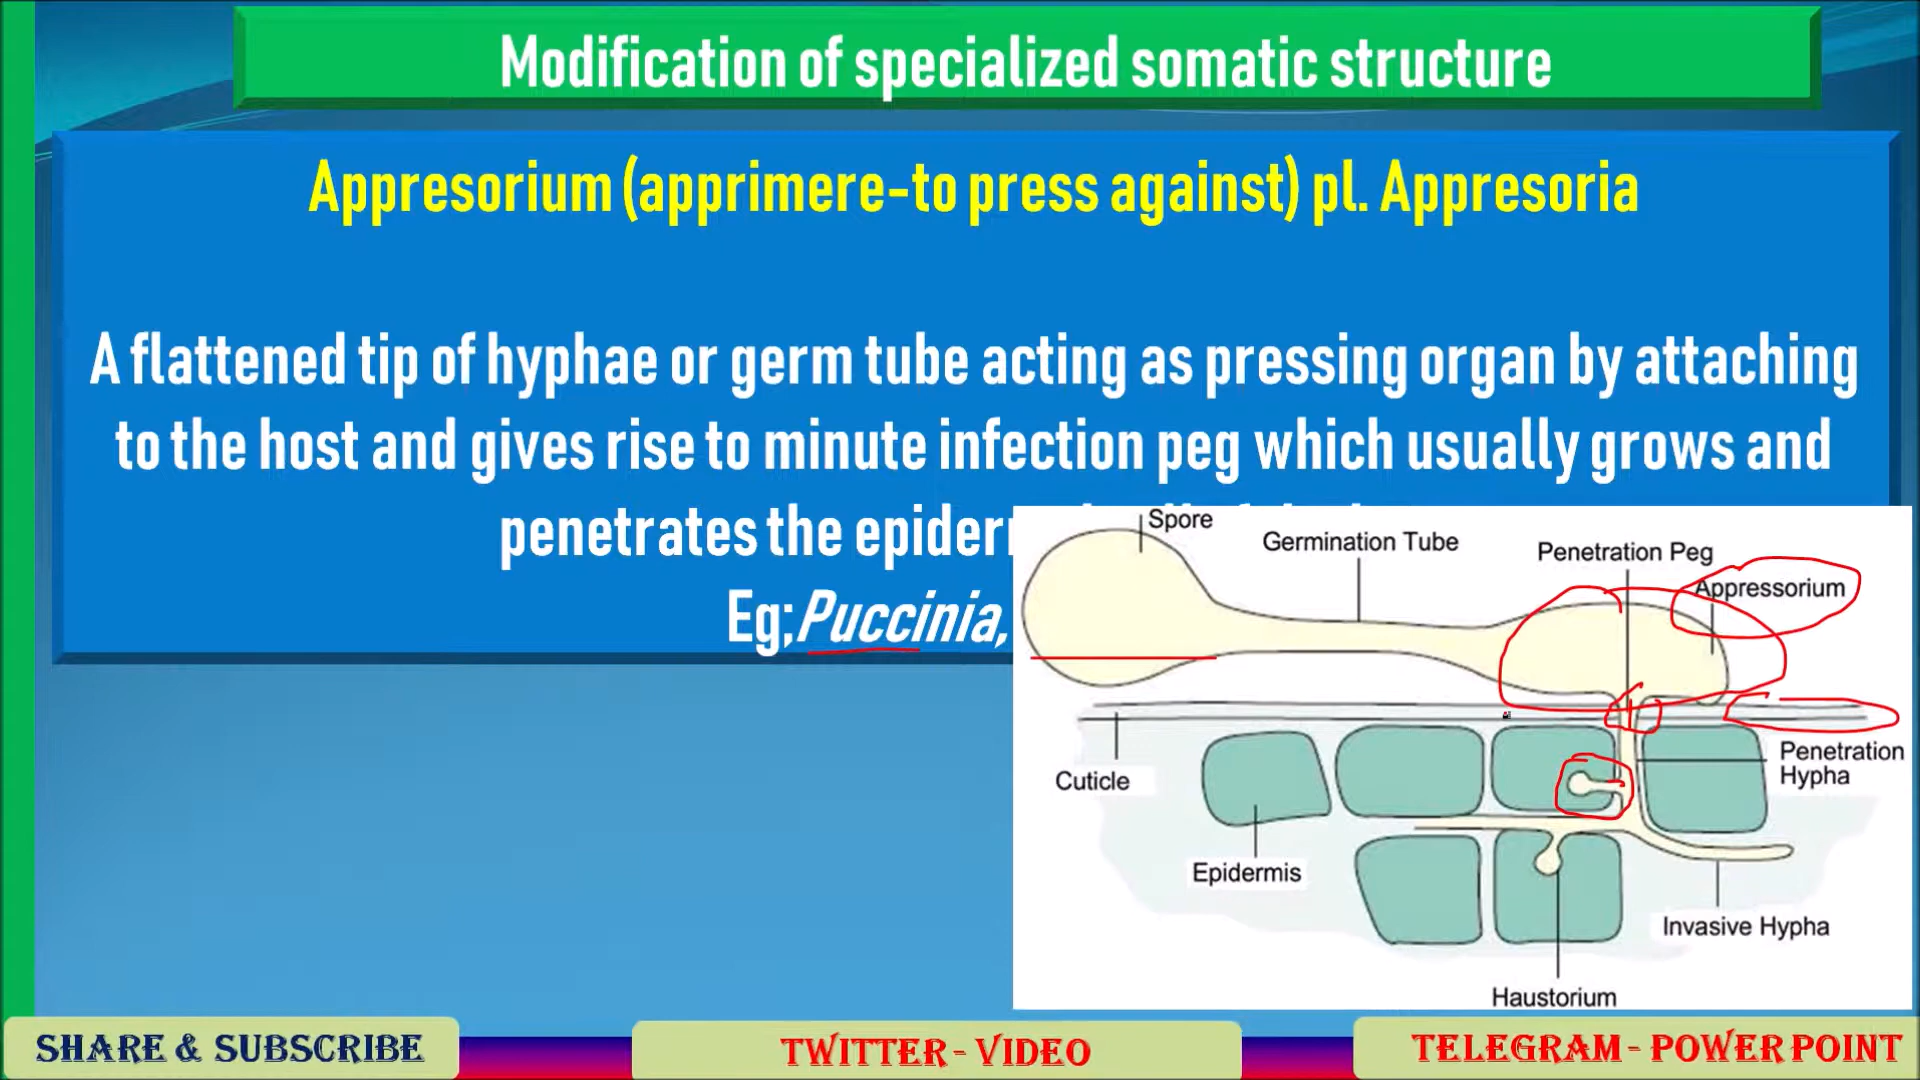 Modification of specialized somatic structure
Appresorium (apprimere-to press against) pl. Appresoria
A flattened tip of hyphae or germ tube acting as pressing organ by attaching
to the host and gives rise to minute infection peg which usually grows and
penetrates the
Eg;Puccinia,
Spore
Germination Tube
Penetration Peg
Appressorium
Cuticle
Penetration
Hypha
Epidermis
Invasive Hypha
Haustorium
SHARE & SUBSCRIBE
TWITTER - VIDEO
TELEGRAM - POWER POINT